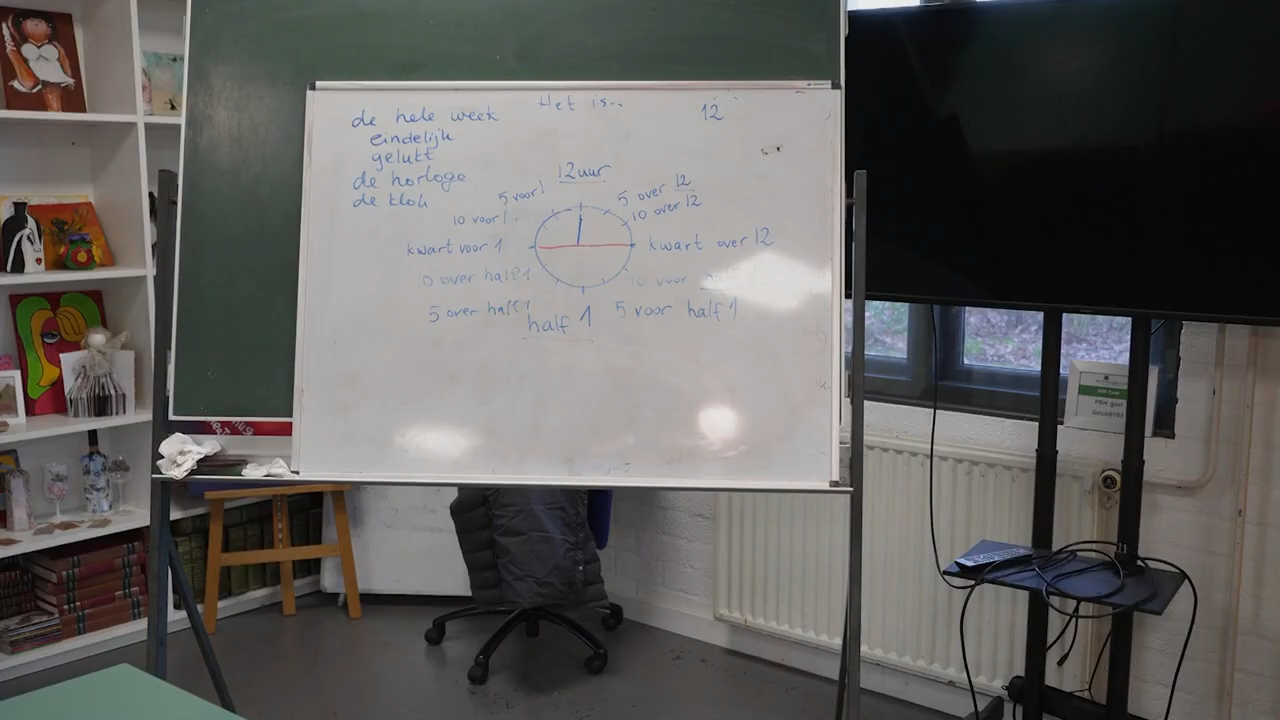 Het is..
12
de hele week
eindelijk
gelukt
de horloge
de klok
12 uur
5 voor 1
5 over 12
10 voor 1
10 over 12
kwart voor 1
kwart over 12
10 over half 1
10 voor
5 over half 1
half 1
5 voor half 1